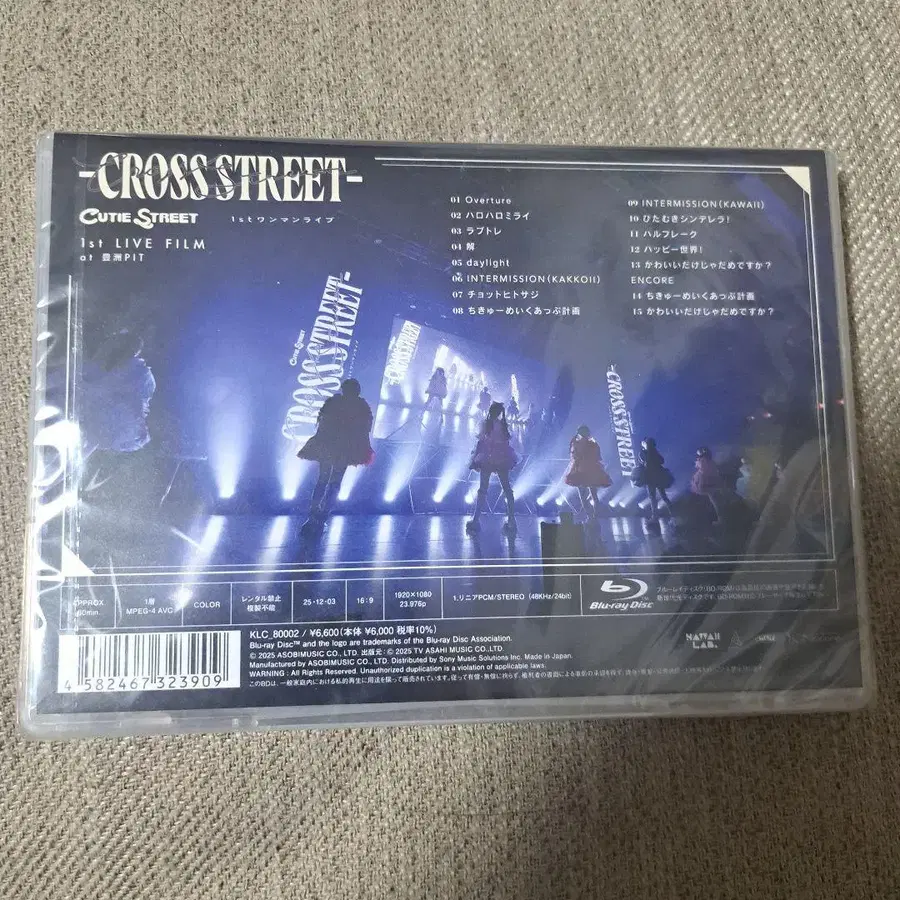 -CROSS STREET-
CUTIE STREET 1stワンマンライブ
1st LIVE FILM
at 豊洲PIT
01 Overture
02 ハロハロミライ
03 ラブトレ
04 解
05 daylight
06 INTERMISSION(KAKKOII)
07 チョットヒトサジ
08 ちきゅーめいくあっぷ計画
09 INTERMISSION(KAWAII)
10 ひたむきシンデレラ!
11 ハルフレーク
12 ハッピー世界!
13 かわいいだけじゃだめですか?
ENCORE
14 ちきゅーめいくあっぷ計画
15 かわいいだけじゃだめですか?
CUTIE STREET
-CROSS STREET-
-CROSS STREET-
-CROSS STREET-
1層
MPEG-4 AVC
COLOR
レンタル禁止
複製不能
25・12・03
16:9
1920×1080
23.976p
1.リニアPCM/STEREO (48KHz/24bit)
Blu-ray Disc
4 582467 323909
KLC_80002 / ¥6,600(本体 ¥6,000 税率10%)
Blu-ray Disc™ and the logo are trademarks of the Blu-ray Disc Association.
© 2025 ASOBIMUSIC CO., LTD. 出版元:© 2025 TV ASAHI MUSIC CO., LTD
Manufactured by ASOBIMUSIC CO., LTD. Distributed by Sony Music Solutions Inc. Made in Japan.
WARNING : All Rights Reserved. Unauthorized duplication is a violation of applicable laws.
KAWAII
LAB.